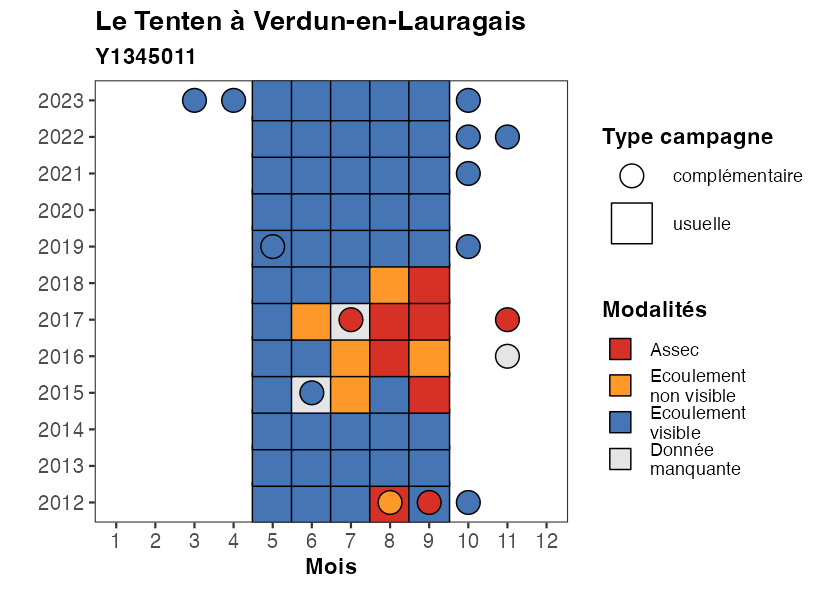 Le Tenten à Verdun-en-Lauragais
Y1345011
2023
2022
2021
2020
2019
2018
2017
2016
2015
2014
2013
2012
1 2 3 4 5 6 7 8 9 10 11 12
Mois
Type campagne
complémentaire
usuelle
Modalités
Assec
Ecoulement
non visible
Ecoulement
visible
Donnée
manquante